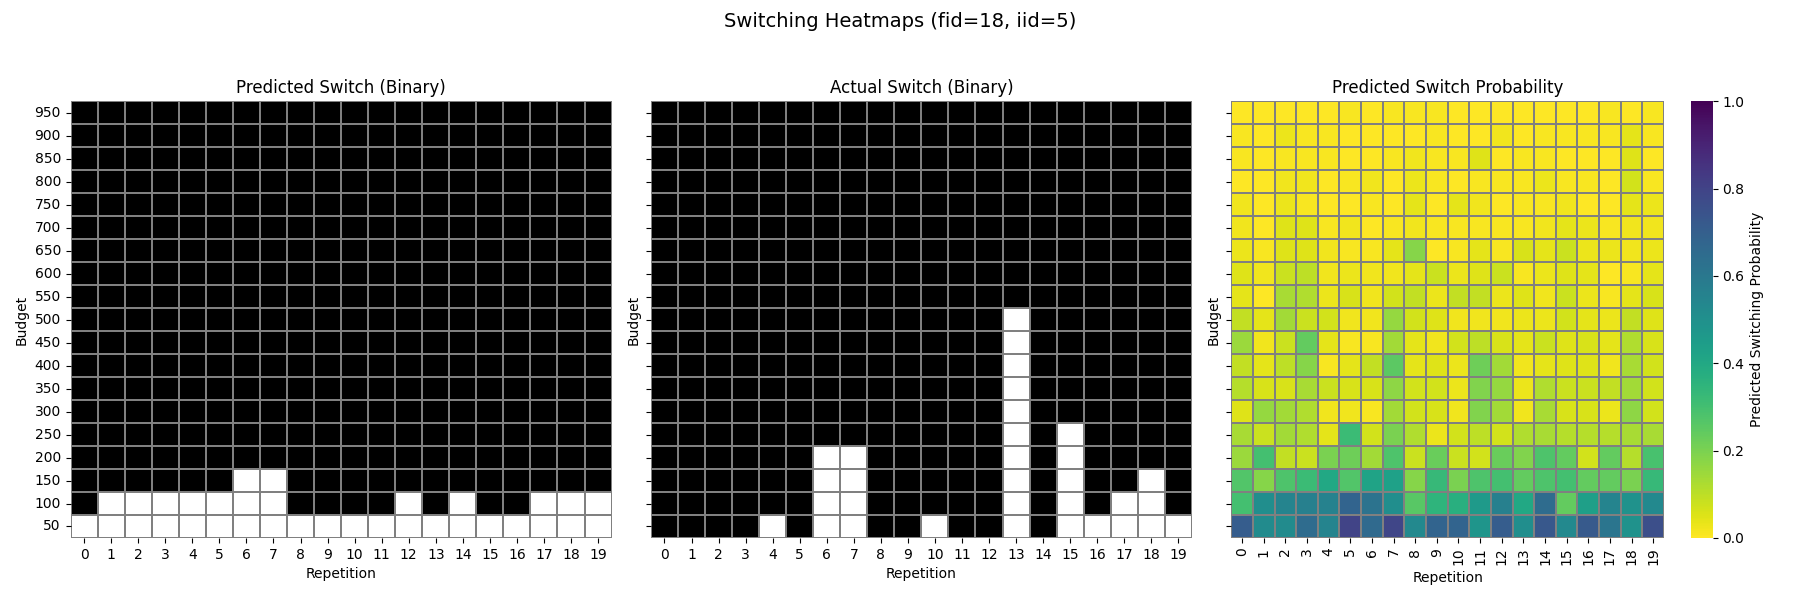 Switching Heatmaps (fid=18, iid=5)
Predicted Switch (Binary)
950
900
850
800
750
700
650
600
550
500
450
400
350
300
250
200
150
100
50
Budget
0 1 2 3 4 5 6 7 8 9 10 11 12 13 14 15 16 17 18 19
Repetition
Actual Switch (Binary)
Budget
0 1 2 3 4 5 6 7 8 9 10 11 12 13 14 15 16 17 18 19
Repetition
Predicted Switch Probability
Budget
0 1 2 3 4 5 6 7 8 9 10 11 12 13 14 15 16 17 18 19
Repetition
1.0
0.8
0.6
0.4
0.2
0.0
Predicted Switching Probability